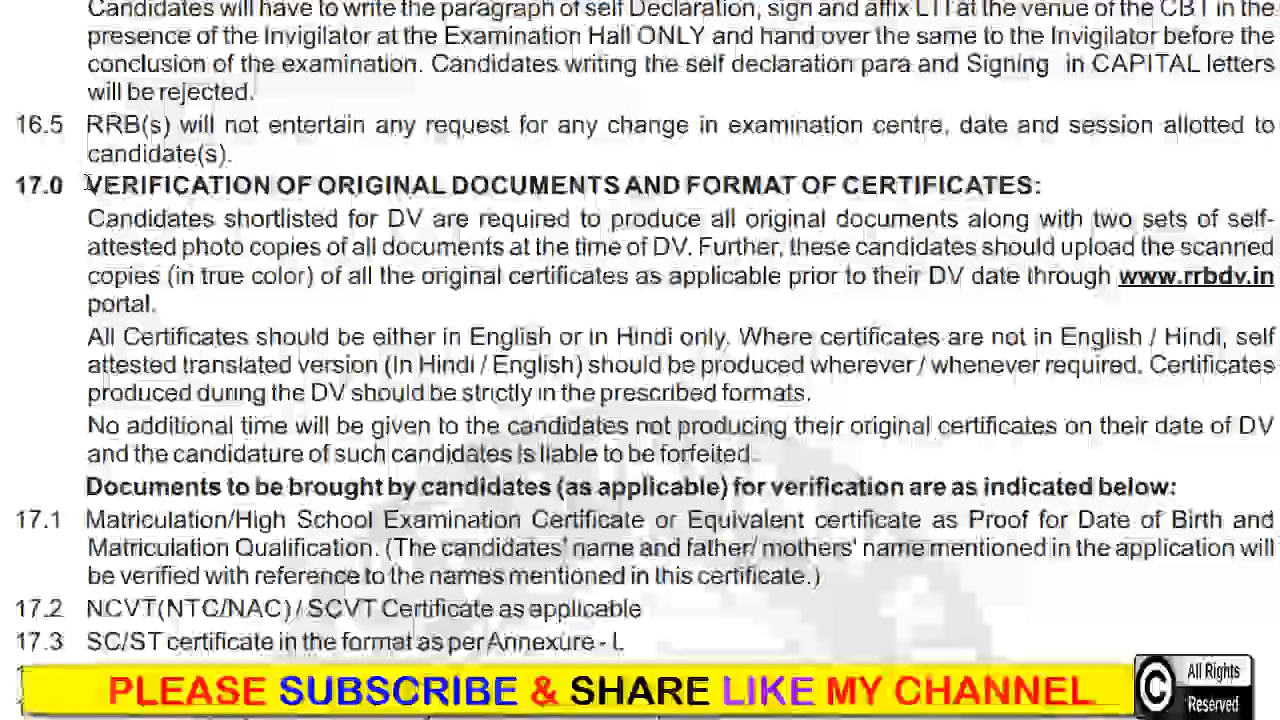 Candidates will have to write the paragraph of self Declaration, sign and affix LTI at the venue of the CBT in the
presence of the Invigilator at the Examination Hall ONLY and hand over the same to the Invigilator before the
conclusion of the examination. Candidates writing the self declaration para and Signing in CAPITAL letters
will be rejected.
16.5 RRB(s) will not entertain any request for any change in examination centre, date and session allotted to
candidate(s).
17.0 VERIFICATION OF ORIGINAL DOCUMENTS AND FORMAT OF CERTIFICATES:
Candidates shortlisted for DV are required to produce all original documents along with two sets of self-
attested photo copies of all documents at the time of DV. Further, these candidates should upload the scanned
copies (in true color) of all the original certificates as applicable prior to their DV date through www.rrbdv.in
portal.
All Certificates should be either in English or in Hindi only. Where certificates are not in English / Hindi, self
attested translated version (In Hindi / English) should be produced wherever / whenever required. Certificates
produced during the DV should be strictly in the prescribed formats.
No additional time will be given to the candidates not producing their original certificates on their date of DV
and the candidature of such candidates is liable to be forfeited.
Documents to be brought by candidates (as applicable) for verification are as indicated below:
17.1 Matriculation/High School Examination Certificate or Equivalent certificate as Proof for Date of Birth and
Matriculation Qualification. (The candidates' name and father/ mothers' name mentioned in the application will
be verified with reference to the names mentioned in this certificate.)
17.2 NCVT(NTC/NAC) / SCVT Certificate as applicable
17.3 SC/ST certificate in the format as per Annexure - I.
PLEASE SUBSCRIBE & SHARE LIKE MY CHANNEL
C All Rights
Reserved